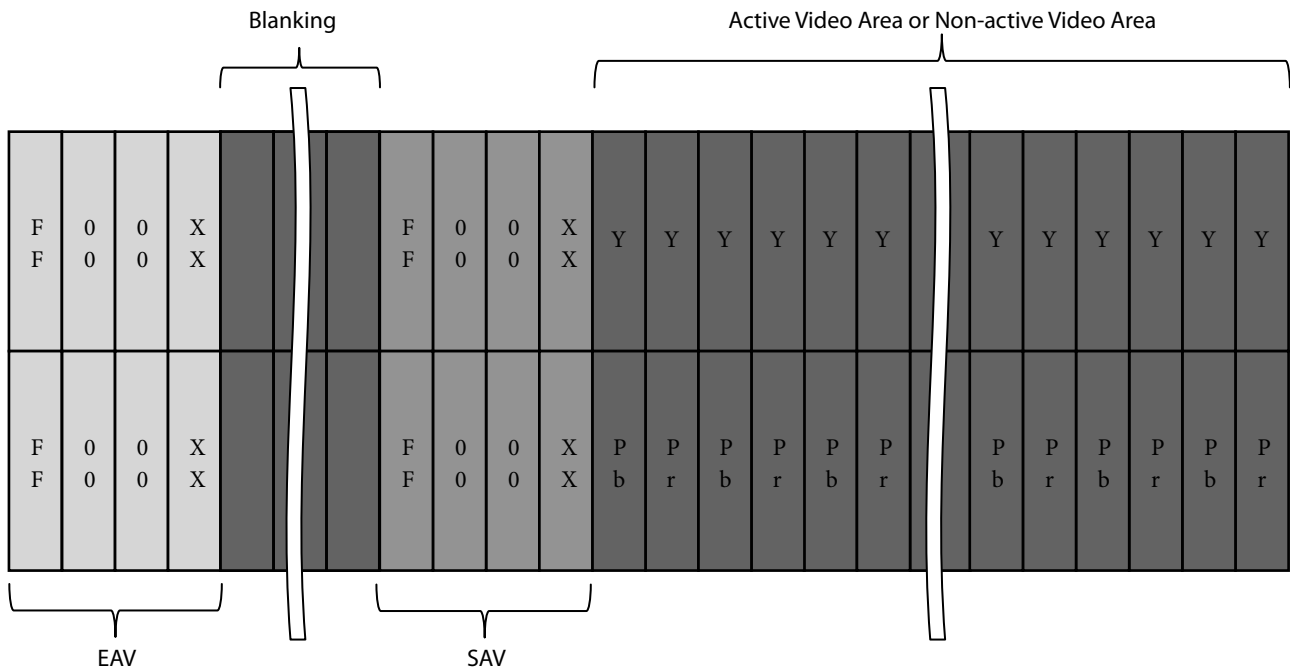 Blanking Active Video Area or Non-active Video Area
F 0 0 X F 0 0 X Y Y Y Y Y Y Y Y Y Y Y Y
F 0 0 X F 0 0 X
F 0 0 X F 0 0 X P P P P P P P P P P P P
F 0 0 X F 0 0 X b r b r b r b r b r b r
EAV SAV